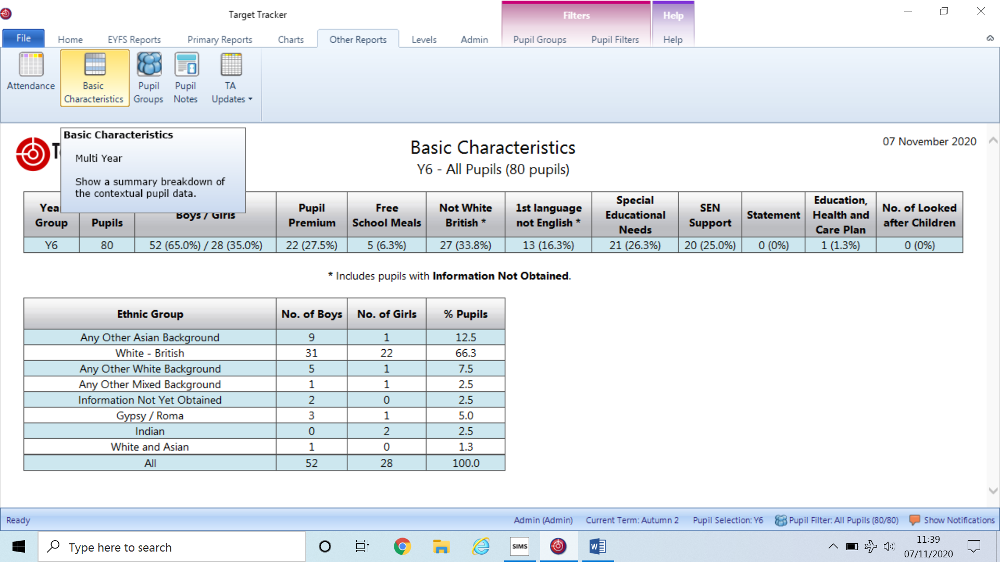 Target Tracker
Filters
Help
File
Home
EYFS Reports
Primary Reports
Charts
Other Reports
Levels
Admin
Pupil Groups
Pupil Filters
Help
Attendance
Basic
Characteristics
Pupil
Groups
Pupil
Notes
TA
Updates
Basic Characteristics
Multi Year
Show a summary breakdown of
the contextual pupil data.
Basic Characteristics
Y6 - All Pupils (80 pupils)
07 November 2020
Group
Pupils
Boys / Girls
Pupil
Premium
Free
School Meals
Not White
British *
1st language
not English *
Special
Educational
Needs
SEN
Support
Statement
Education,
Health and
Care Plan
No. of Looked
after Children
Y6 80 52 (65.0%) / 28 (35.0%) 22 (27.5%) 5 (6.3%) 27 (33.8%) 13 (16.3%) 21 (26.3%) 20 (25.0%) 0 (0%) 1 (1.3%) 0 (0%)
* Includes pupils with Information Not Obtained.
Ethnic Group No. of Boys No. of Girls % Pupils
Any Other Asian Background 9 1 12.5
White - British 31 22 66.3
Any Other White Background 5 1 7.5
Any Other Mixed Background 1 1 2.5
Information Not Yet Obtained 2 0 2.5
Gypsy / Roma 3 1 5.0
Indian 0 2 2.5
White and Asian 1 0 1.3
All 52 28 100.0
Ready
Admin (Admin)
Current Term: Autumn 2
Pupil Selection: Y6
Pupil Filter: All Pupils (80/80)
Show Notifications
Type here to search
SIMS
W
11:39
07/11/2020